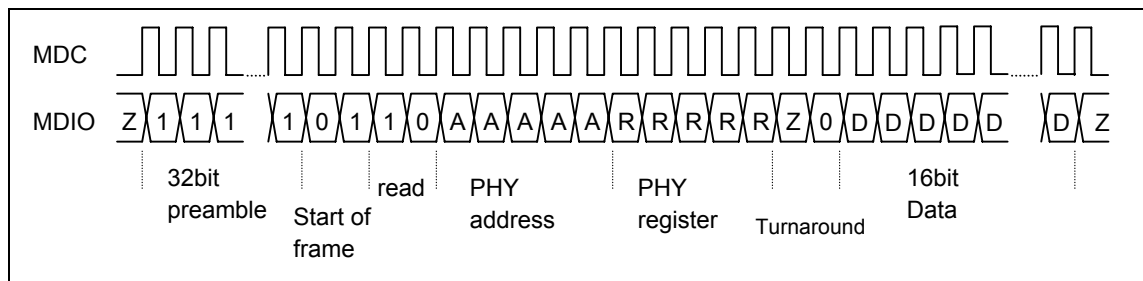 MDC
MDIO Z 1 1 1 1 0 1 1 0 A A A A A R R R R R Z 0 D D D D D D Z
32bit preamble
Start of frame
read
PHY address
PHY register
Turnaround
16bit Data